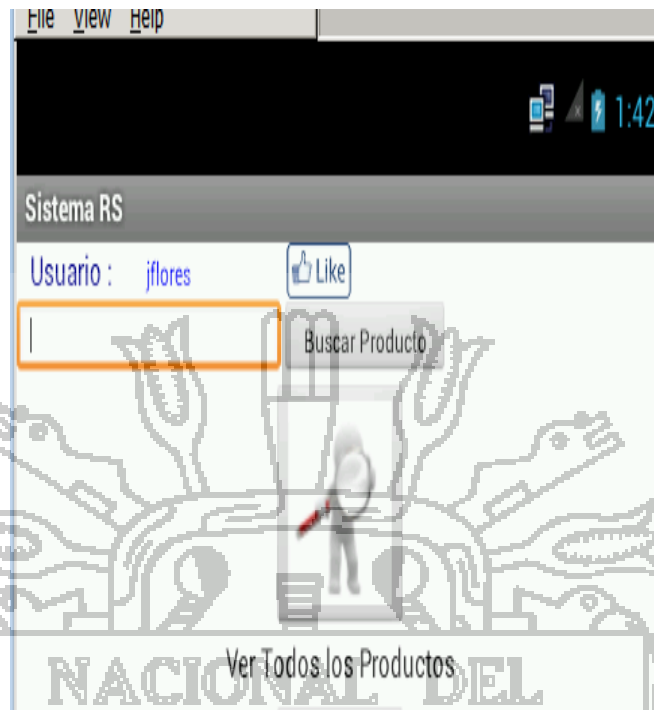 File View Help
1:42
Sistema RS
Usuario : jflores
Like
Buscar Producto
Ver Todos los Productos
NACIONAL DEL